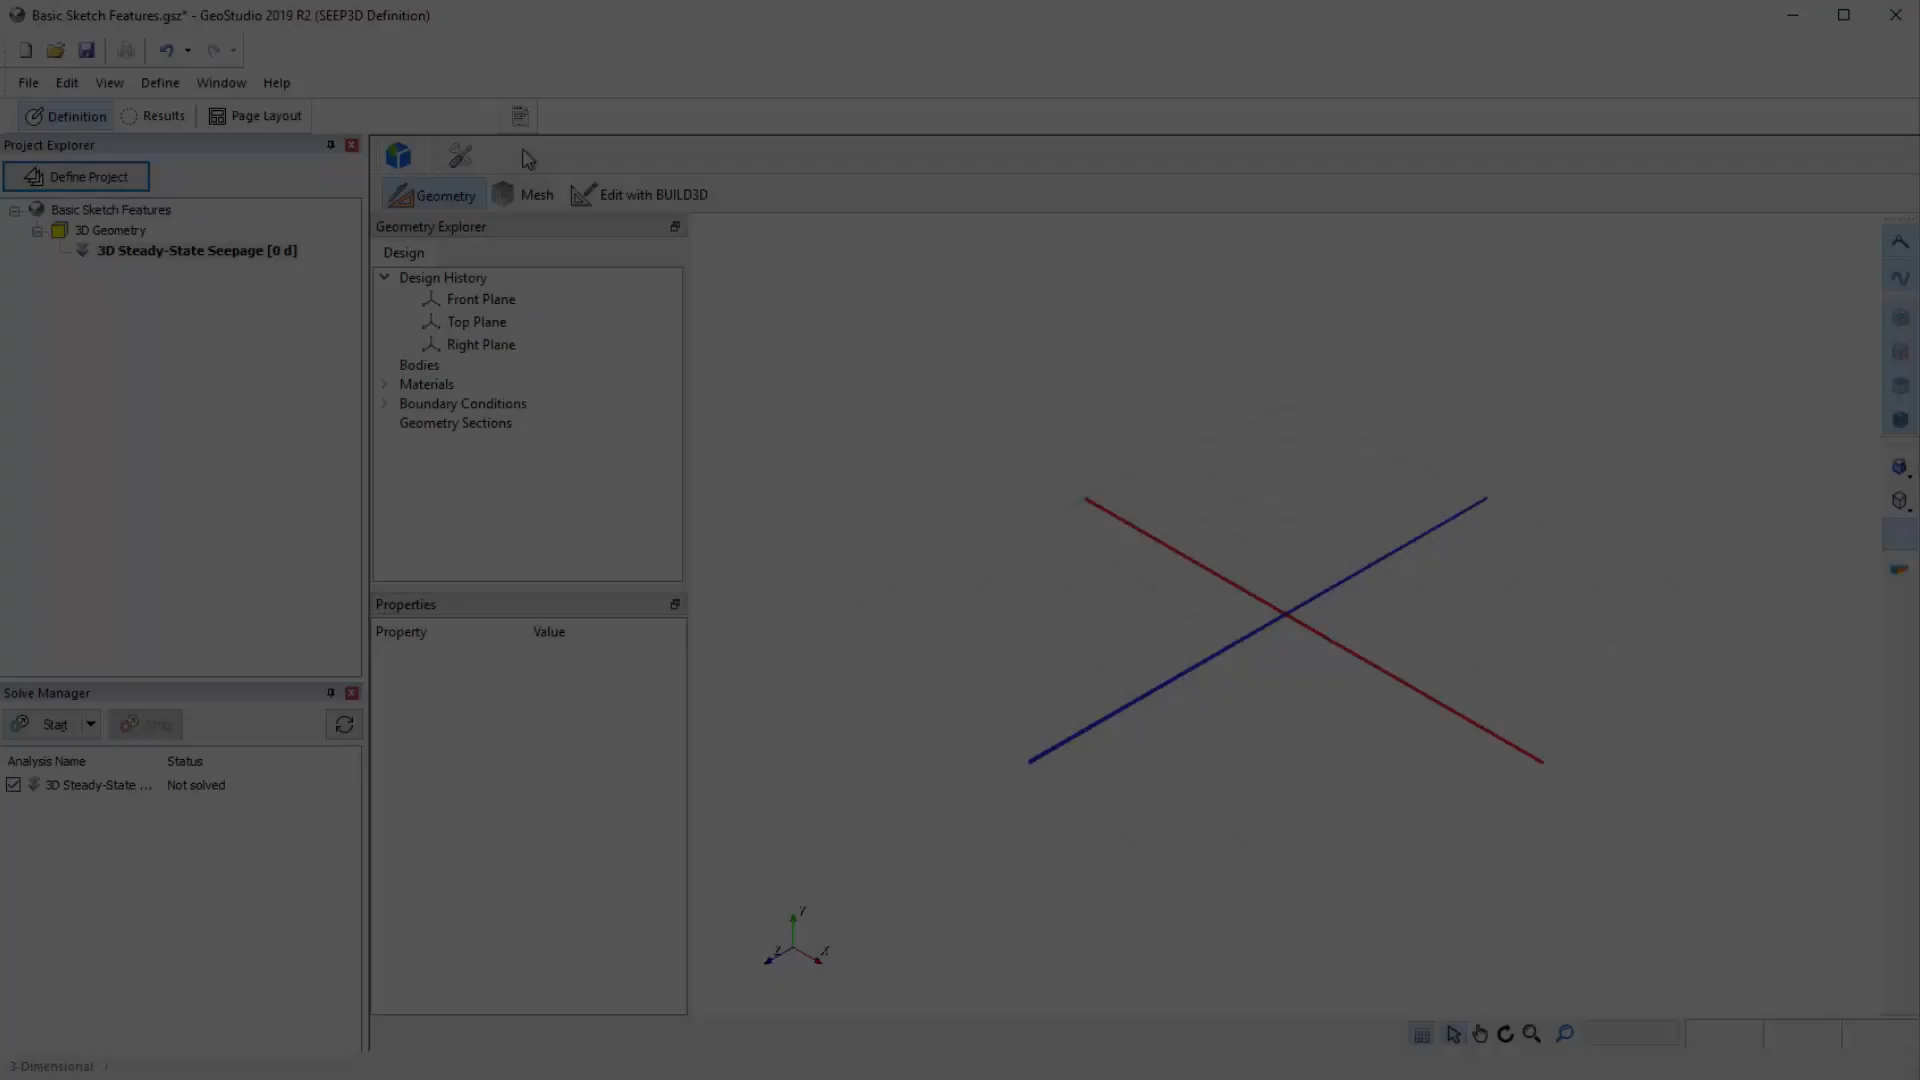 Basic Sketch Features.gsz* - GeoStudio 2019 R2 (SEEP3D Definition)
File Edit View Define Window Help
Definition Results Page Layout
Project Explorer
Define Project
Basic Sketch Features
3D Geometry
3D Steady-State Seepage [0 d]
Geometry Mesh Edit with BUILD3D
Geometry Explorer
Design
Design History
Front Plane
Top Plane
Right Plane
Bodies
Materials
Boundary Conditions
Geometry Sections
Properties
Property Value
Solve Manager
Start Stop
Analysis Name Status
3D Steady-State ... Not solved
Y
Z X
3-Dimensional